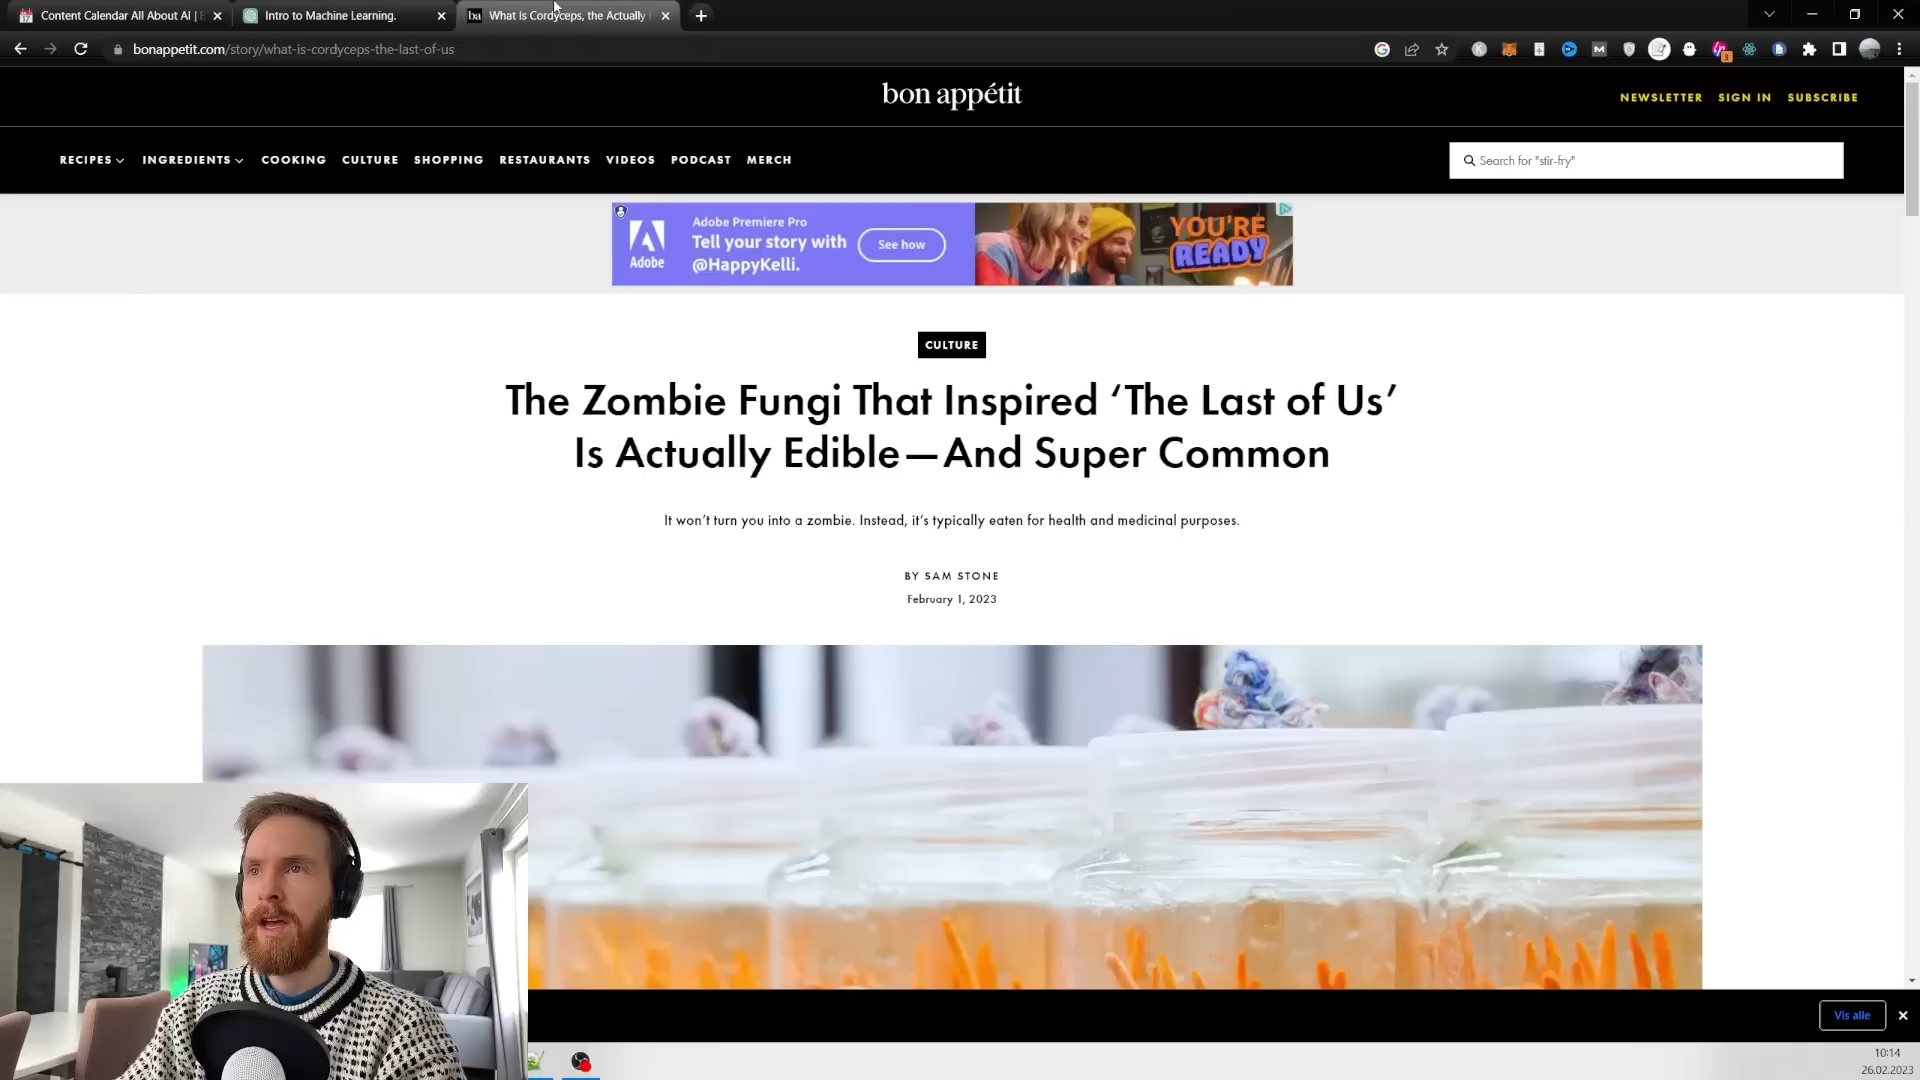 Content Calendar All About AI |
Intro to Machine Learning.
ba What Is Cordyceps, the Actually
bonappetit.com/story/what-is-cordyceps-the-last-of-us
3
bon appétit
NEWSLETTER SIGN IN SUBSCRIBE
RECIPES INGREDIENTS COOKING CULTURE SHOPPING RESTAURANTS VIDEOS PODCAST MERCH
Search for "stir-fry"
Adobe
Adobe Premiere Pro
Tell your story with
@HappyKelli.
See how
YOU'RE
READY
CULTURE
The Zombie Fungi That Inspired ‘The Last of Us’
Is Actually Edible—And Super Common
It won’t turn you into a zombie. Instead, it’s typically eaten for health and medicinal purposes.
BY SAM STONE
February 1, 2023
Vis alle
10:14
26.02.2023